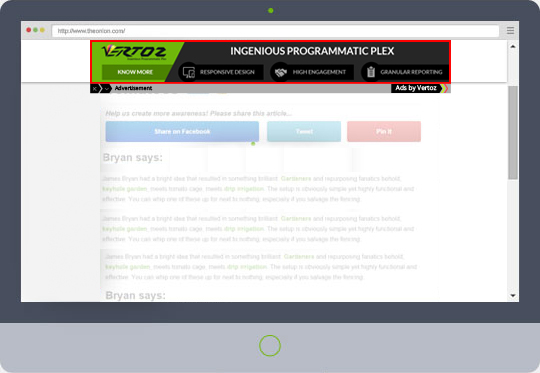 http://www.theonion.com/
VERTOZ
INGENIOUS PROGRAMMATIC PLEX
KNOW MORE
RESPONSIVE DESIGN
HIGH ENGAGEMENT
GRANULAR REPORTING
Advertisement
Ads by Vertoz
Help us create more awareness! Please share this article...
Share on Facebook
Tweet
Pin it
Bryan says:
James Bryan had a bright idea that resulted in something brilliant. Gardeners and repurposing fanatics behold:
keyhole garden, meets tomato cage, meets drip irrigation. The setup is obviously simple yet highly functional and
effective. You can whip one of these up for next to nothing, especially if you salvage the fencing.
James Bryan had a bright idea that resulted in something brilliant. Gardeners and repurposing fanatics behold:
keyhole garden, meets tomato cage, meets drip irrigation. The setup is obviously simple yet highly functional and
effective. You can whip one of these up for next to nothing, especially if you salvage the fencing.
James Bryan had a bright idea that resulted in something brilliant. Gardeners and repurposing fanatics behold:
keyhole garden, meets tomato cage, meets drip irrigation. The setup is obviously simple yet highly functional and
effective. You can whip one of these up for next to nothing, especially if you salvage the fencing.
Bryan says: